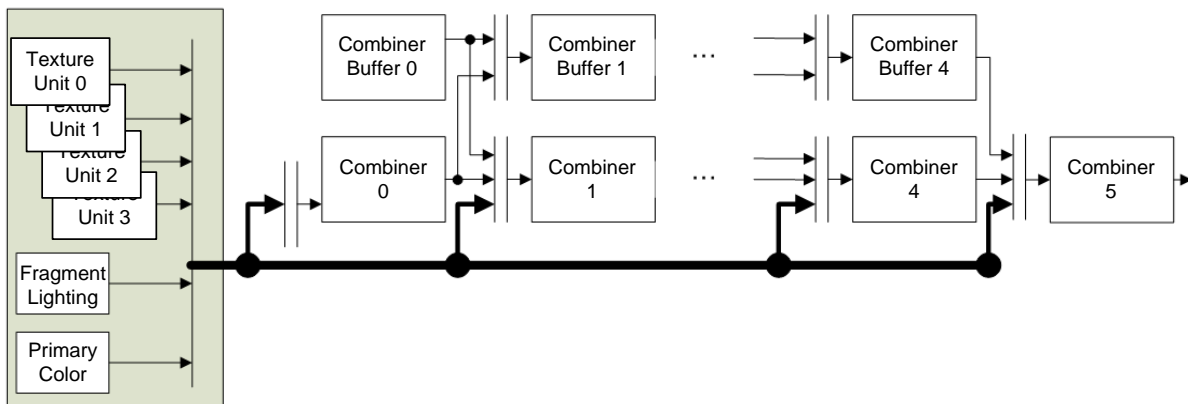 Texture
Unit 0
Texture
Unit 1
Texture
Unit 2
Texture
Unit 3
Fragment
Lighting
Primary
Color
Combiner
Buffer 0
Combiner
Buffer 1
...
Combiner
Buffer 4
Combiner
0
Combiner
1
...
Combiner
4
Combiner
5